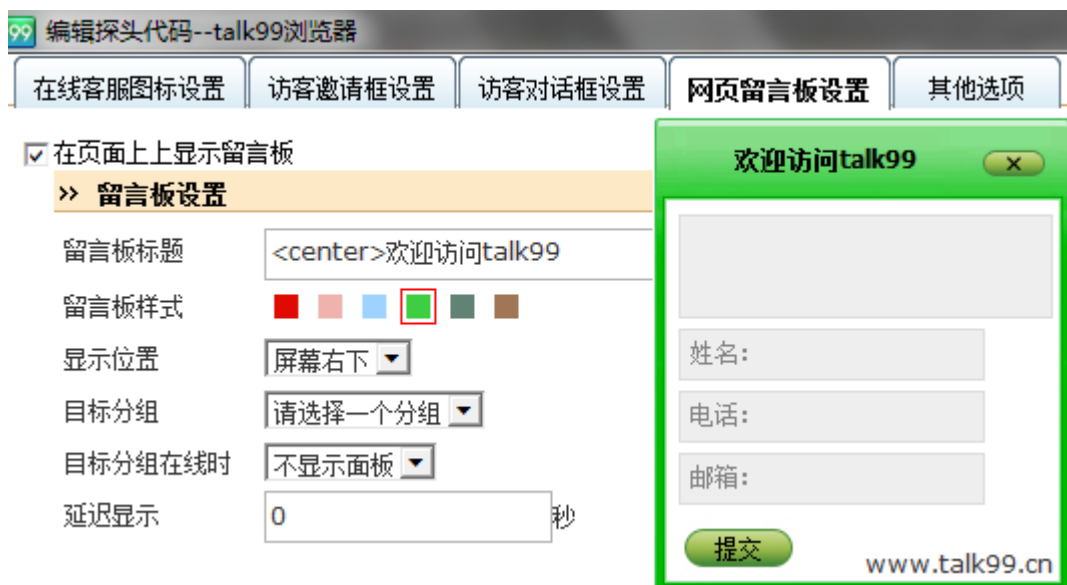 99 编辑探头代码--talk99浏览器
在线客服图标设置 访客邀请框设置 访客对话框设置 网页留言板设置 其他选项
在页面上上显示留言板
>> 留言板设置
留言板标题 <center>欢迎访问talk99
留言板样式
显示位置 屏幕右下
目标分组 请选择一个分组
目标分组在线时 不显示面板
延迟显示 0 秒
欢迎访问talk99
姓名:
电话:
邮箱:
提交
www.talk99.cn